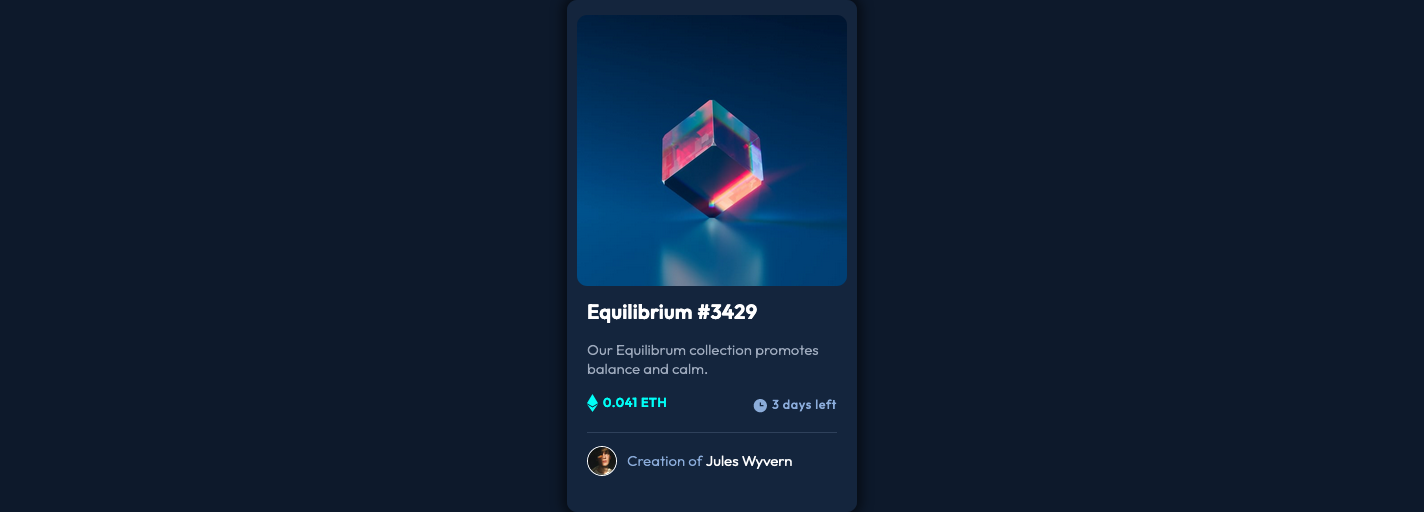 Equilibrium #3429
Our Equilibrum collection promotes
balance and calm.
0.041 ETH
3 days left
Creation of Jules Wyvern